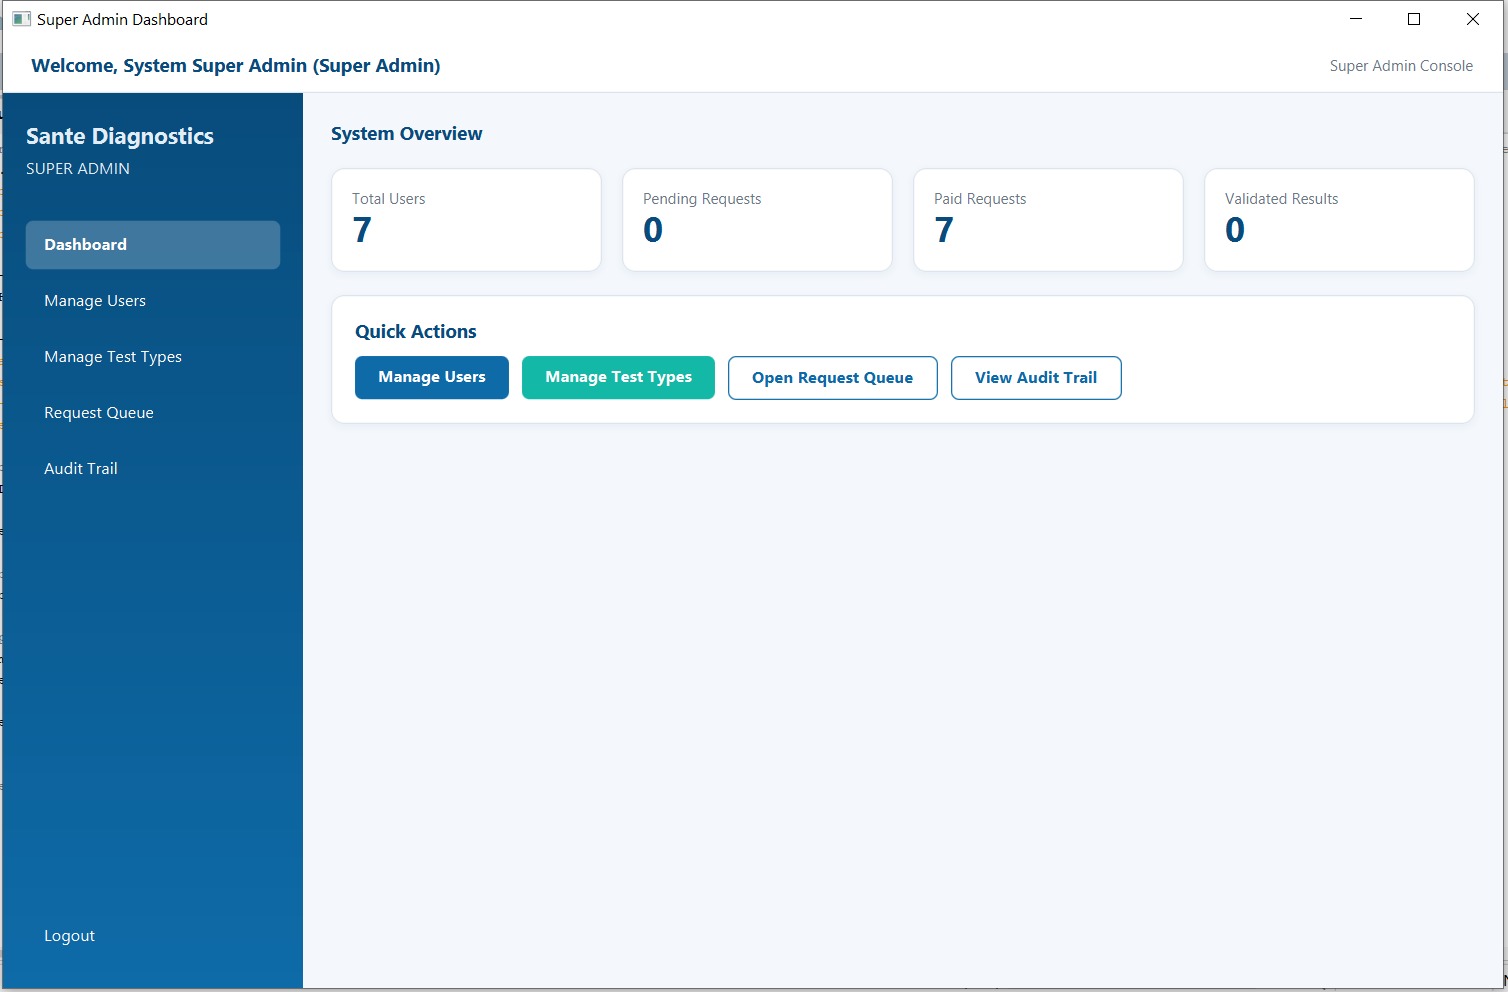 Super Admin Dashboard
Welcome, System Super Admin (Super Admin)
Super Admin Console
Sante Diagnostics
SUPER ADMIN
Dashboard
Manage Users
Manage Test Types
Request Queue
Audit Trail
Logout
System Overview
Total Users
7
Pending Requests
0
Paid Requests
7
Validated Results
0
Quick Actions
Manage Users
Manage Test Types
Open Request Queue
View Audit Trail